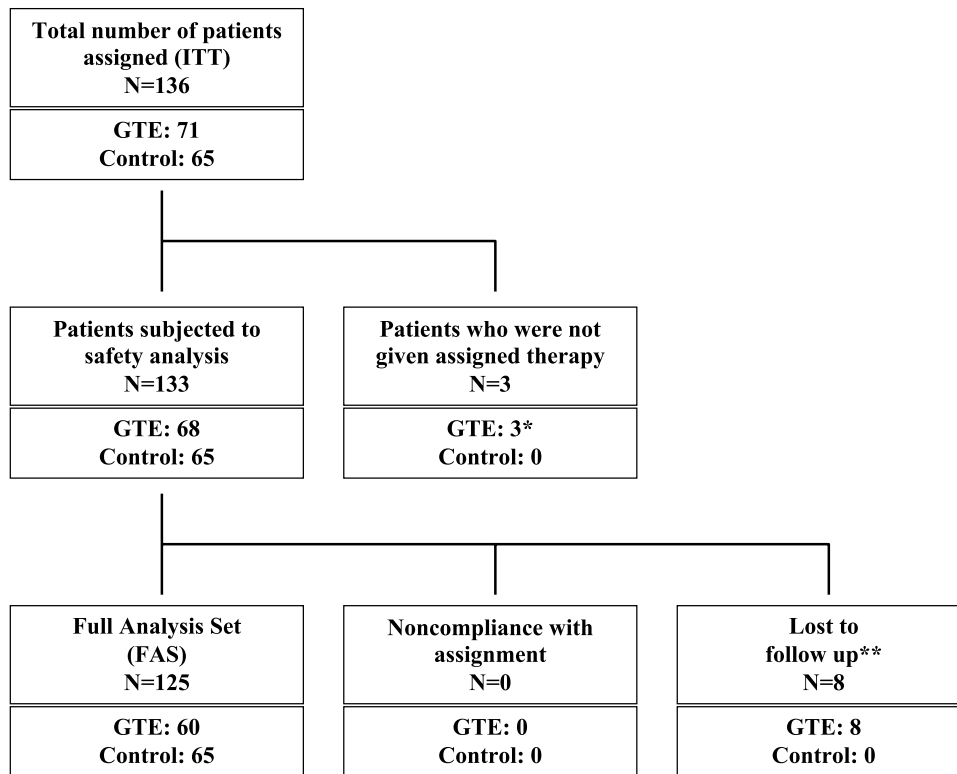 Total number of patients
assigned (ITT)
N=136
GTE: 71
Control: 65
Patients subjected to
safety analysis
N=133
GTE: 68
Control: 65
Patients who were not
given assigned therapy
N=3
GTE: 3*
Control: 0
Full Analysis Set
(FAS)
N=125
GTE: 60
Control: 65
Noncompliance with
assignment
N=0
GTE: 0
Control: 0
Lost to
follow up**
N=8
GTE: 8
Control: 0